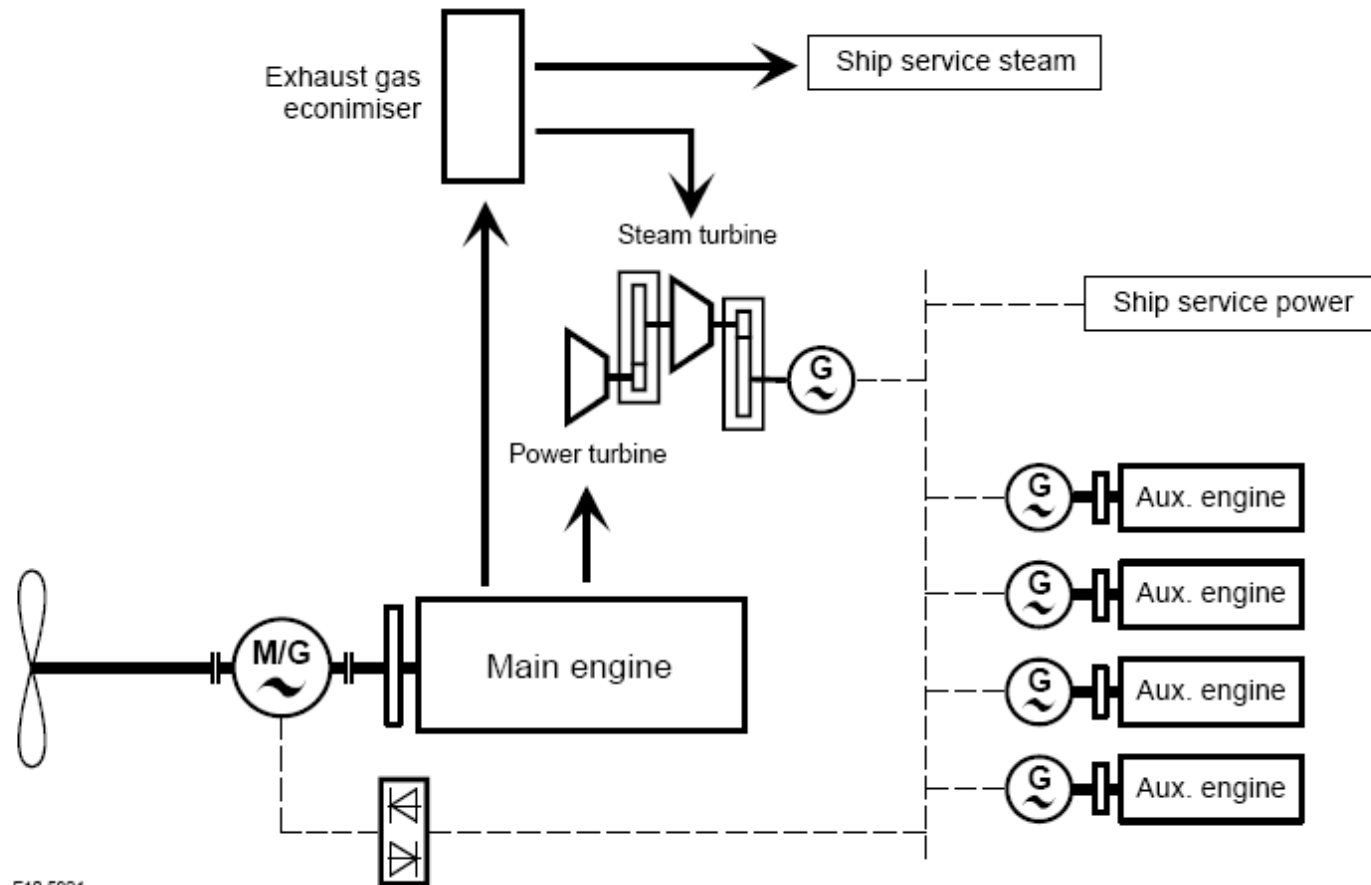 Exhaust gas
econimiser
Ship service steam
Steam turbine
Ship service power
G
Power turbine
G
Aux. engine
G
Aux. engine
M/G
Main engine
G
Aux. engine
G
Aux. engine